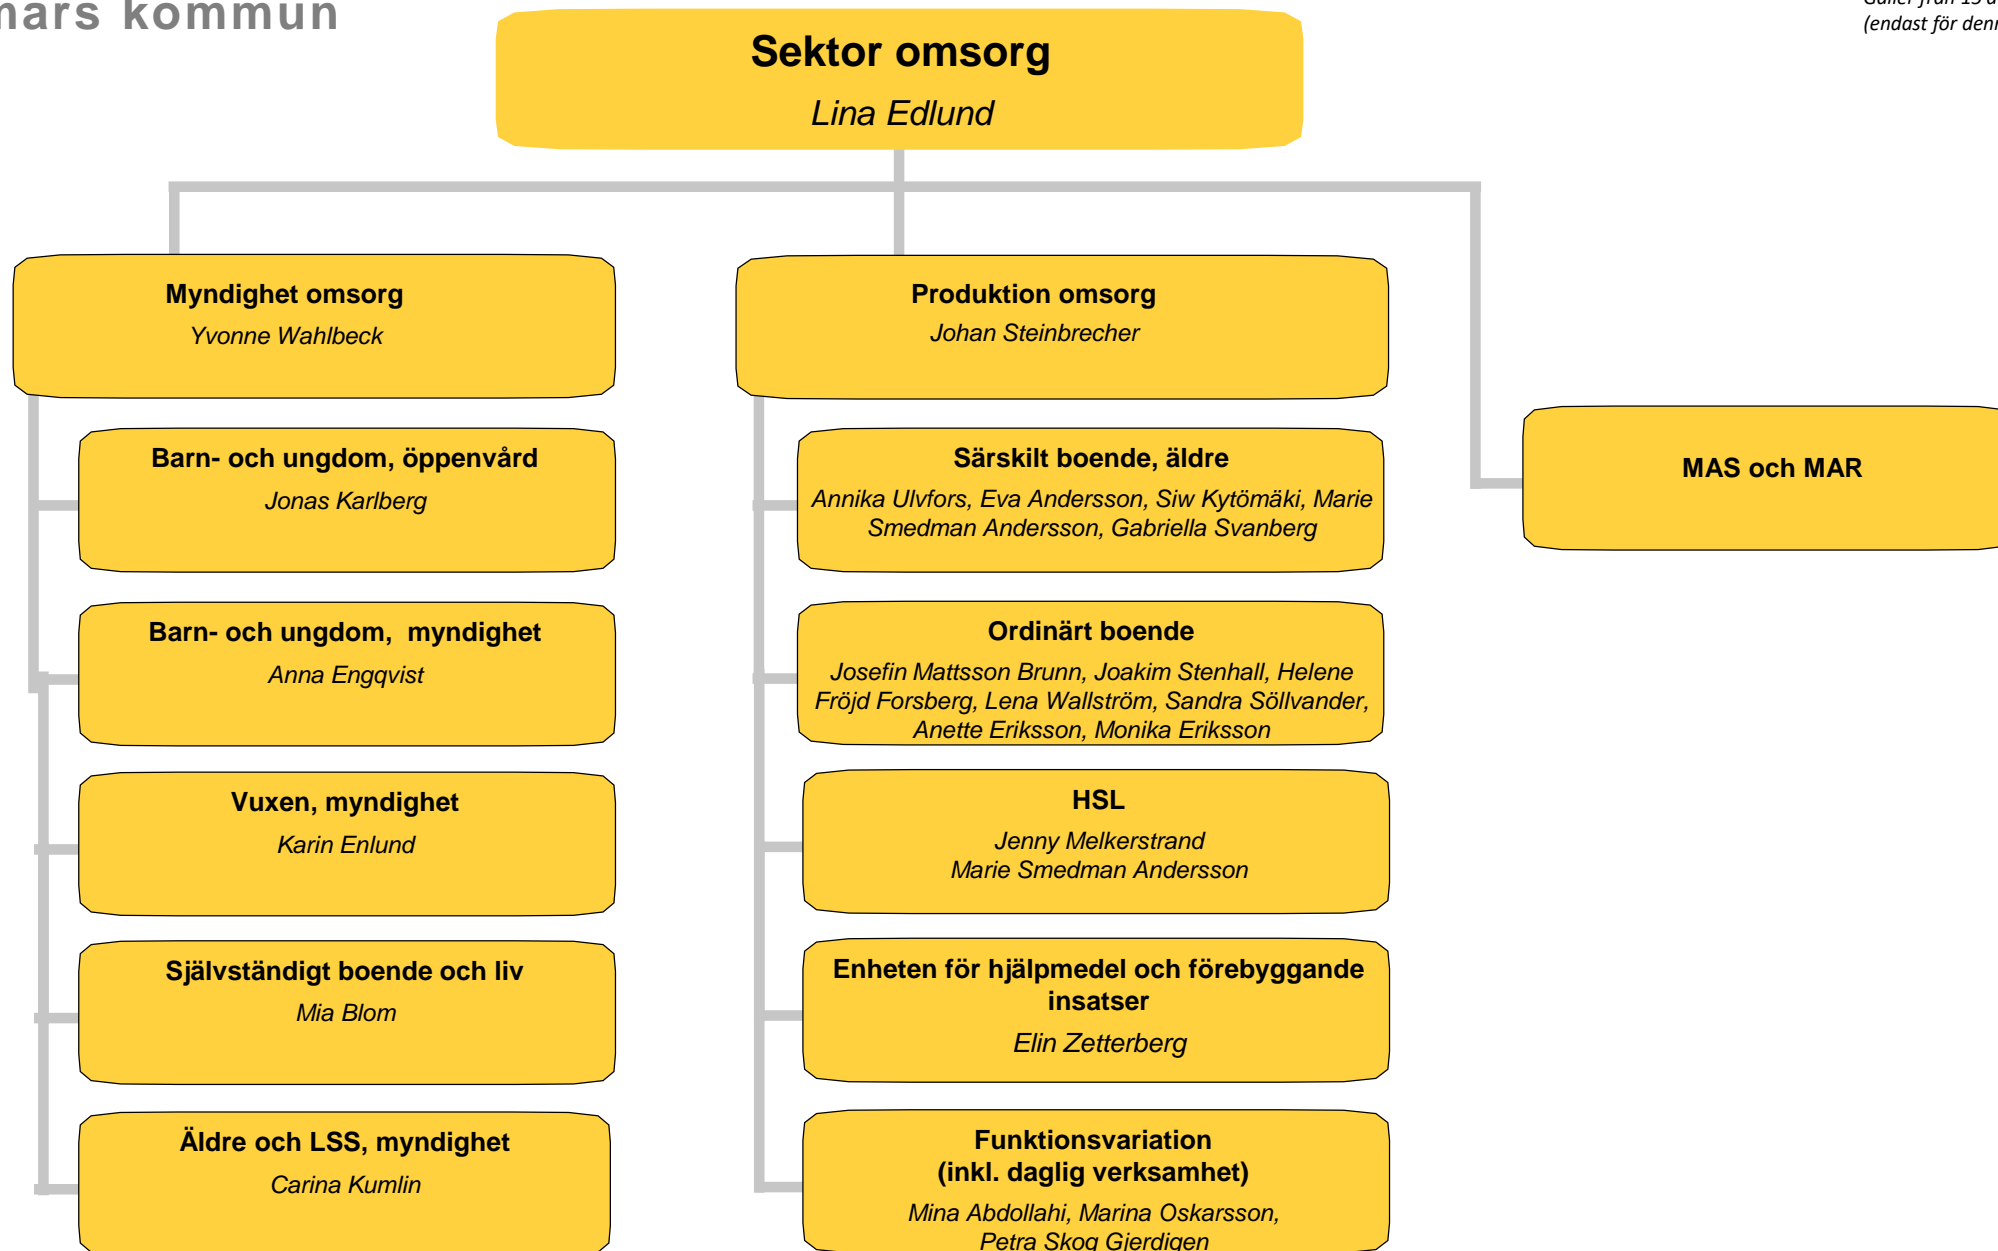 kommun
(endast för
Sektor omsorg
Lina Edlund
Myndighet omsorg
Yvonne Wahlbeck
Barn- och ungdom, öppenvård
Jonas Karlberg
Barn- och ungdom,  myndighet
Anna Engqvist
Vuxen, myndighet
Karin Enlund
Självständigt boende och liv
Mia Blom
Äldre och LSS, myndighet
Carina Kumlin
Produktion omsorg
Johan Steinbrecher
Särskilt boende, äldre
Annika Ulvfors, Eva Andersson, Siw Kytömäki, Marie
Smedman Andersson, Gabriella Svanberg
Ordinärt boende
Josefin Mattsson Brunn, Joakim Stenhall, Helene
Fröjd Forsberg, Lena Wallström, Sandra Söllvander,
Anette Eriksson, Monika Eriksson
HSL
Jenny Melkerstrand
Marie Smedman Andersson
Enheten för hjälpmedel och förebyggande
insatser
Elin Zetterberg
Funktionsvariation
(inkl. daglig verksamhet)
Mina Abdollahi, Marina Oskarsson,
Petra Skog Gjerdigen
MAS och MAR